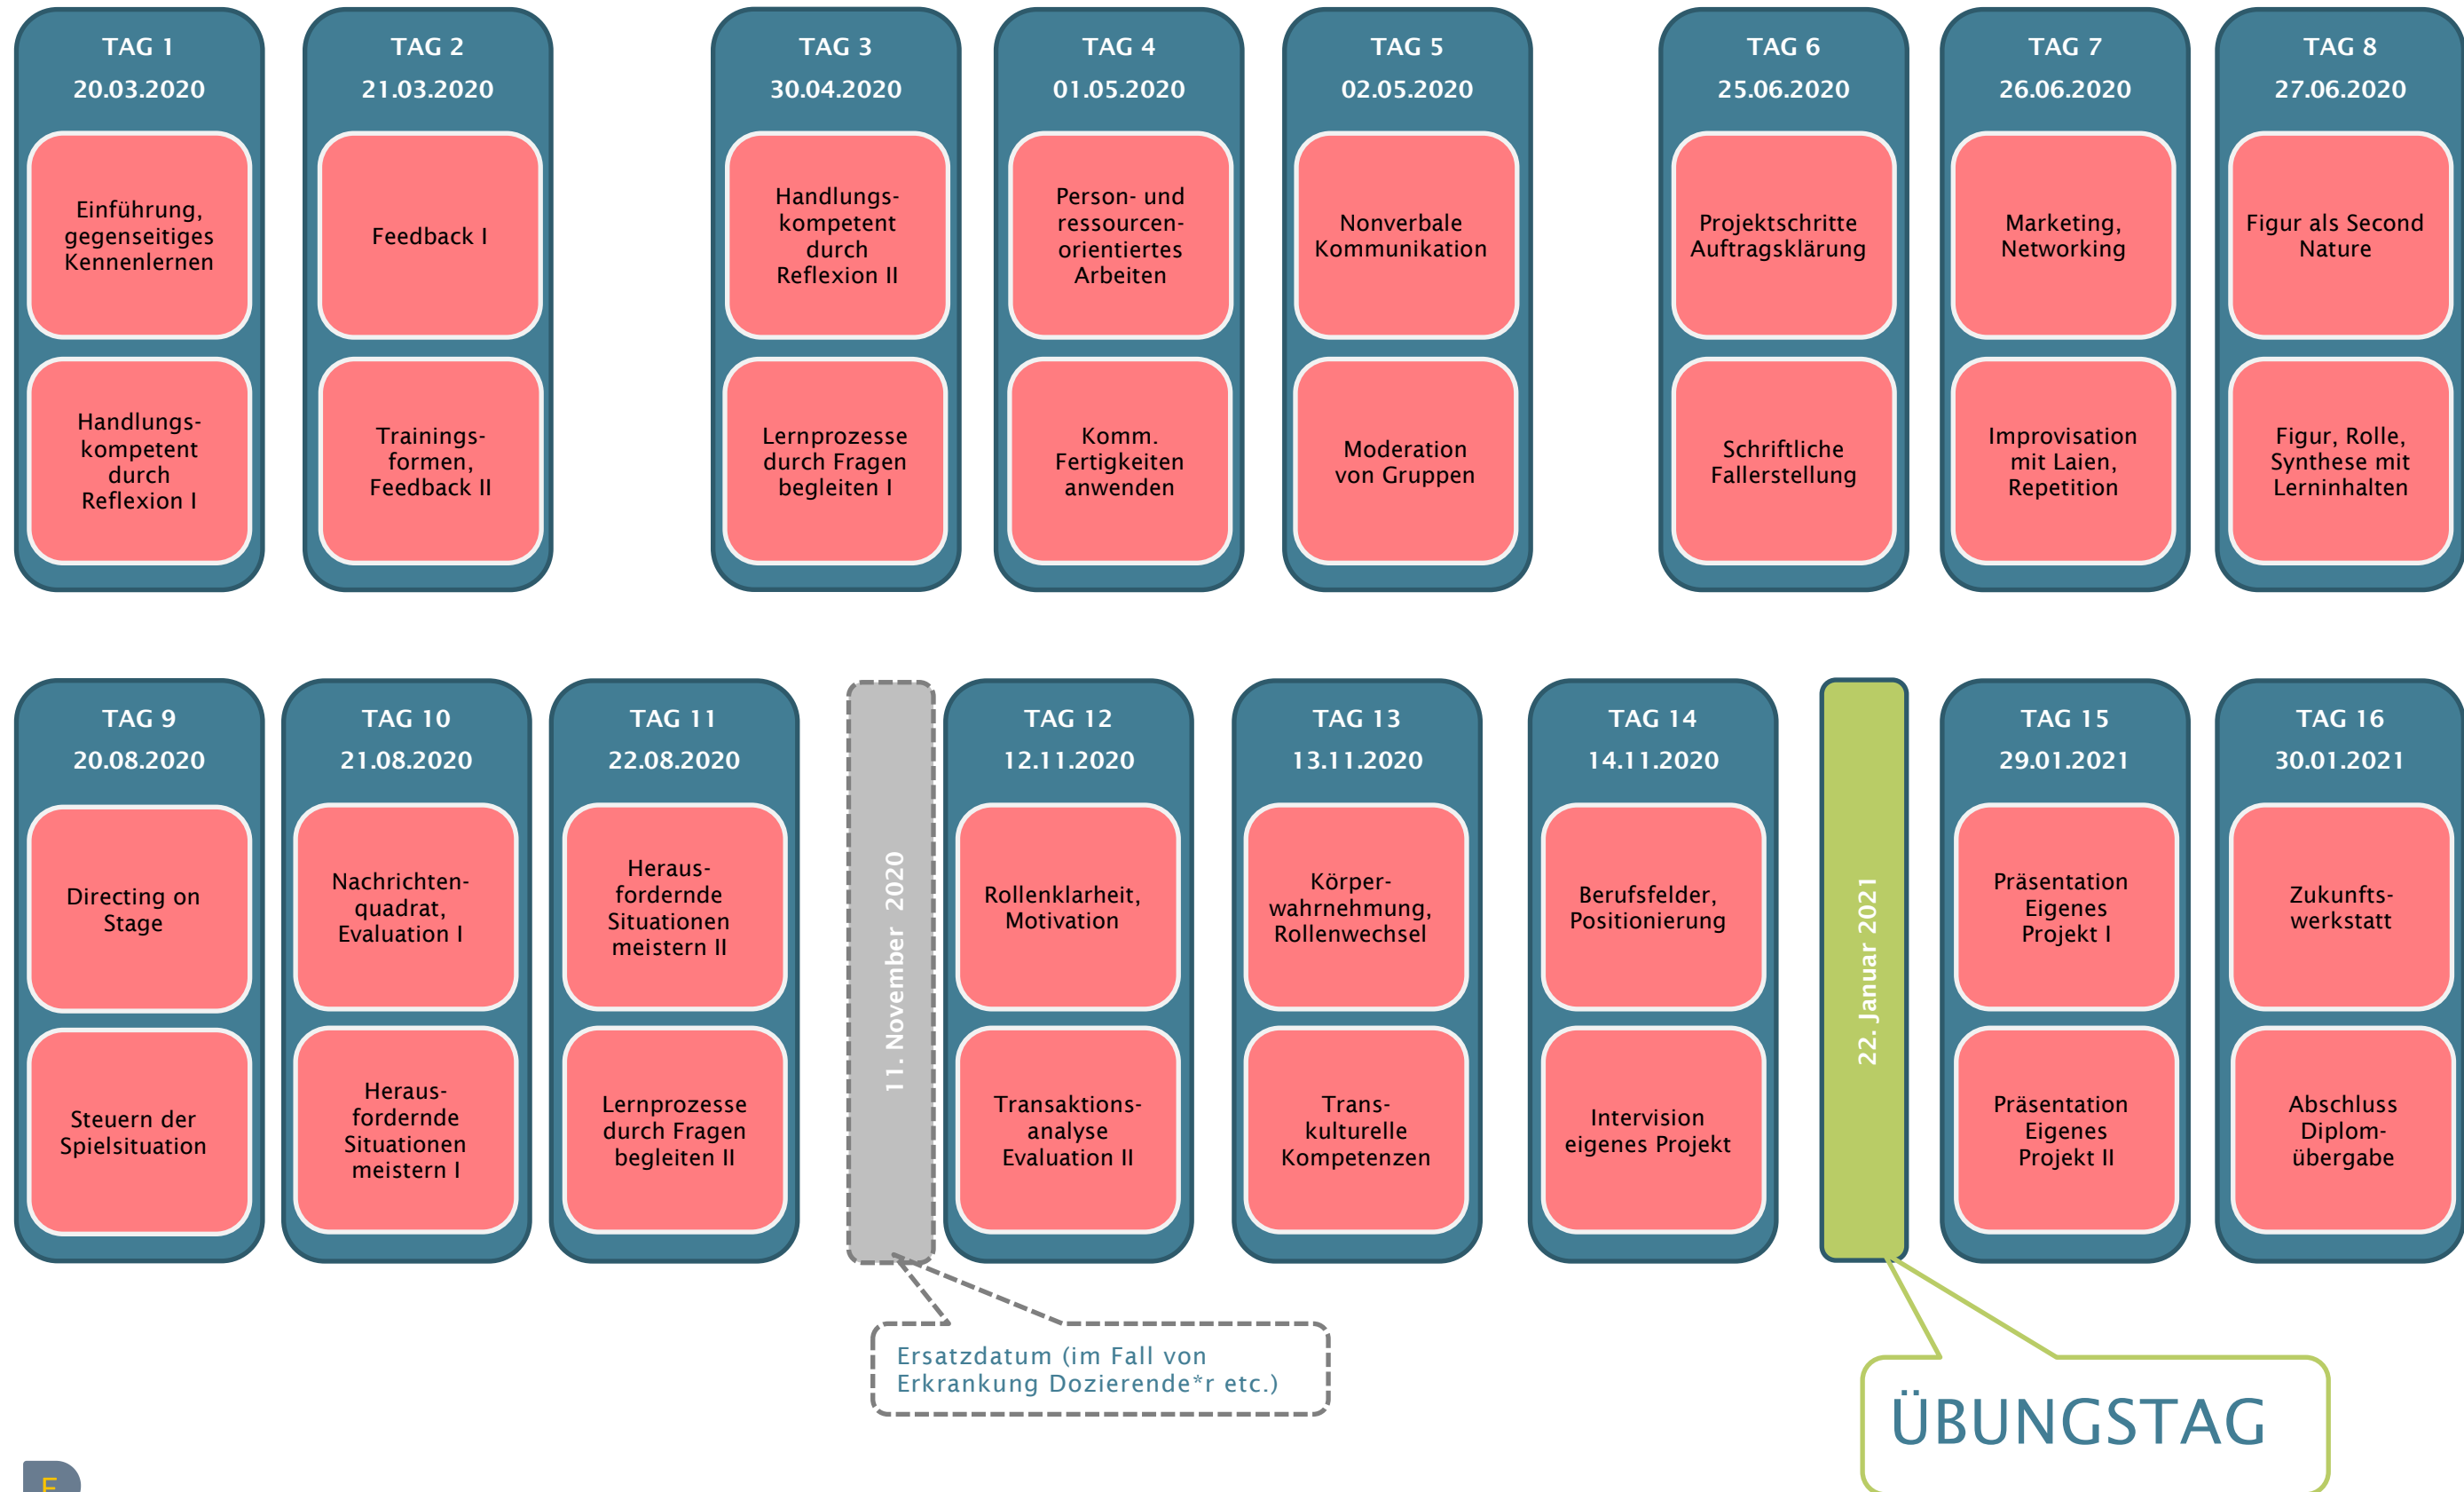 TAG 1
20.03.2020
Einführung,
gegenseitiges
Kennenlernen
Handlungs-
kompetent
durch
Reflexion I
TAG 2
21.03.2020
Feedback I
Trainings-
formen,
Feedback II
TAG 3
30.04.2020
Handlungs-
kompetent
durch
Reflexion II
Lernprozesse
durch Fragen
begleiten I
TAG 4
01.05.2020
Person- und
ressourcen-
orientiertes
Arbeiten
Komm.
Fertigkeiten
anwenden
TAG 5
02.05.2020
Nonverbale
Kommunikation
Moderation
von Gruppen
TAG 6
25.06.2020
Projektschritte
Auftragsklärung
Schriftliche
Fallerstellung
TAG 7
26.06.2020
Marketing,
Networking
Improvisation
mit Laien,
Repetition
TAG 8
27.06.2020
Figur als Second
Nature
Figur, Rolle,
Synthese mit
Lerninhalten
TAG 9
20.08.2020
Directing on
Stage
Steuern der
Spielsituation
TAG 10
21.08.2020
Nachrichten-
quadrat,
Evaluation I
Heraus-
fordernde
Situationen
meistern I
TAG 11
22.08.2020
Heraus-
fordernde
Situationen
meistern II
Lernprozesse
durch Fragen
begleiten II
11. November 2020
TAG 12
12.11.2020
Rollenklarheit,
Motivation
Transaktions-
analyse
Evaluation II
TAG 13
13.11.2020
Körper-
wahrnehmung,
Rollenwechsel
Trans-
kulturelle
Kompetenzen
TAG 14
14.11.2020
Berufsfelder,
Positionierung
Intervision
eigenes Projekt
22. Januar 2021
TAG 15
29.01.2021
Präsentation
Eigenes
Projekt I
Präsentation
Eigenes
Projekt II
TAG 16
30.01.2021
Zukunfts-
werkstatt
Abschluss
Diplom-
übergabe
Ersatzdatum (im Fall von
Erkrankung Dozierende*r etc.)
ÜBUNGSTAG